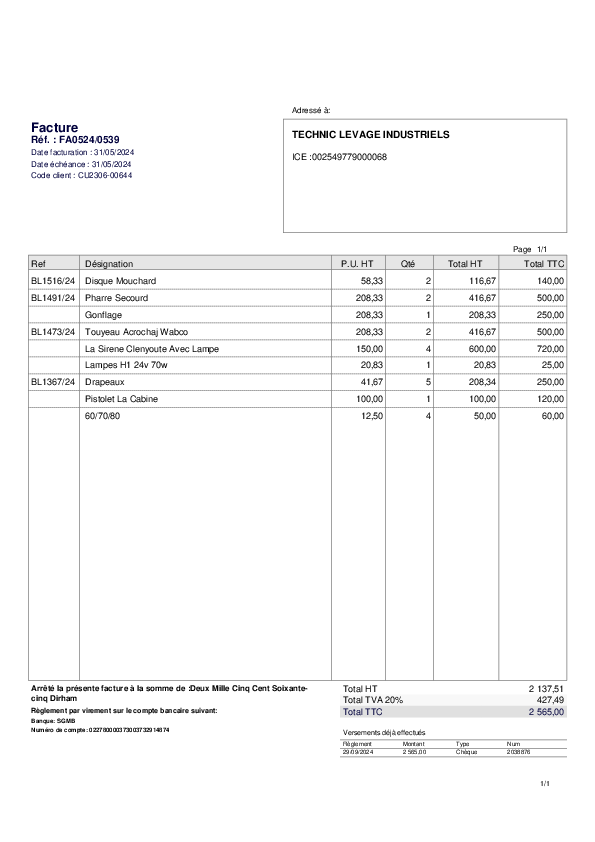 Adressé à:
Facture
Réf. : FA0524/0539
Date facturation : 31/05/2024
Date échéance : 31/05/2024
Code client : CU2306-00644
TECHNIC LEVAGE INDUSTRIELS
ICE :002549779000068
Page 1/1
Ref Désignation P.U. HT Qté Total HT Total TTC
BL1516/24 Disque Mouchard 58,33 2 116,67 140,00
BL1491/24 Pharre Secourd 208,33 2 416,67 500,00
Gonflage 208,33 1 208,33 250,00
BL1473/24 Touyeau Acrochaj Wabco 208,33 2 416,67 500,00
La Sirene Clenyoute Avec Lampe 150,00 4 600,00 720,00
Lampes H1 24v 70w 20,83 1 20,83 25,00
BL1367/24 Drapeaux 41,67 5 208,34 250,00
Pistolet La Cabine 100,00 1 100,00 120,00
60/70/80 12,50 4 50,00 60,00
Arrêté la présente facture à la somme de :Deux Mille Cinq Cent Soixante-
cinq Dirham
Règlement par virement sur le compte bancaire suivant:
Banque: SGMB
Numéro de compte: 022780000373003732914874
Total HT 2 137,51
Total TVA 20% 427,49
Total TTC 2 565,00
Versements déjà effectués
Règlement Montant Type Num
29/09/2024 2 565,00 Chèque 2038876
1/1